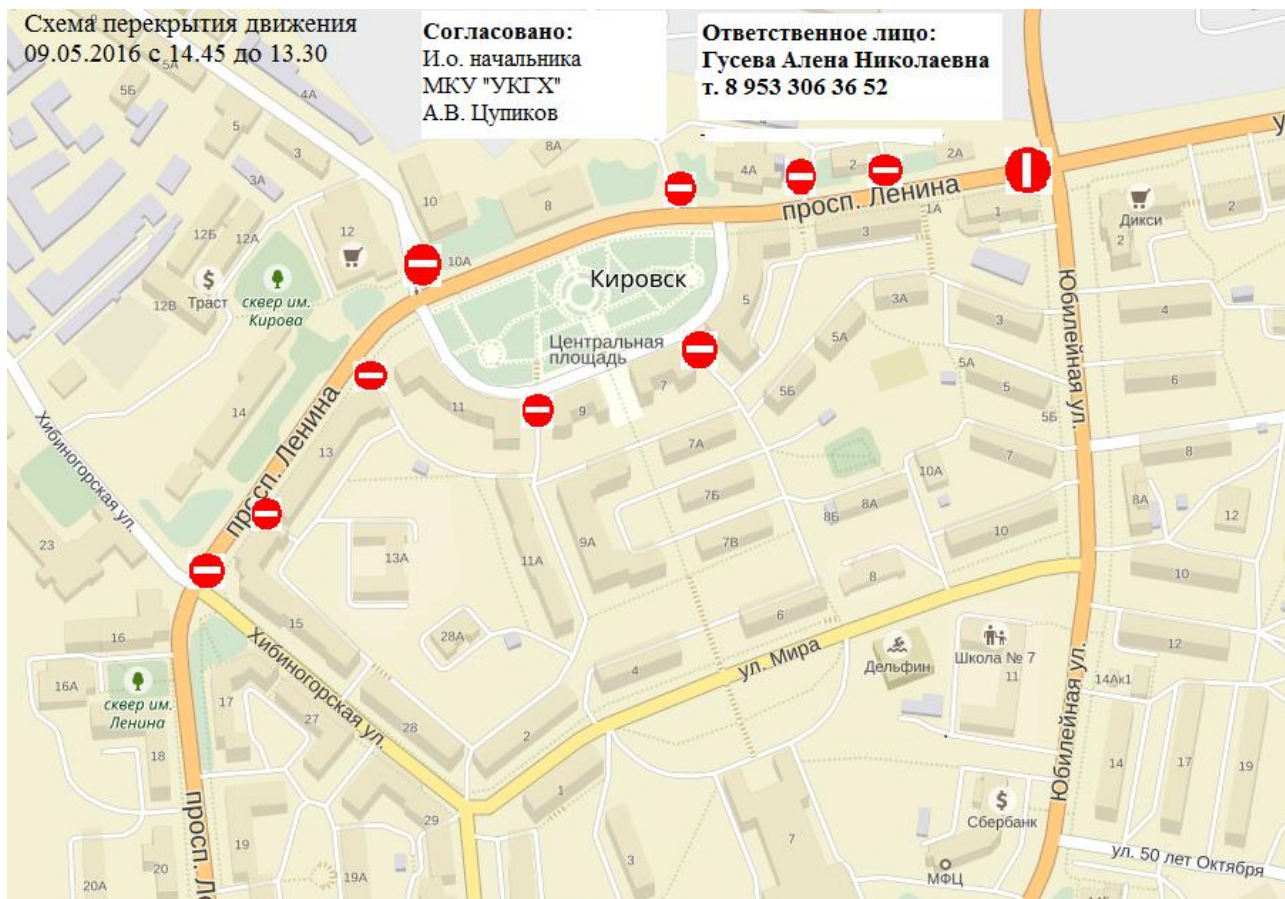 Схема перекрытия движения
09.05.2016 с 14.45 до 13.30
Согласовано:
И.о. начальника
МКУ "УКГХ"
А.В. Цупиков
Ответственное лицо:
Гусева Алена Николаевна
т. 8 953 306 36 52
5А
5Б
4А
5
3
3А
8А
10
8
4А
2
2А
просп. Ленина
1А
1
3
Дикси
2
2
12Б
12А
12
10А
Траст
12В
сквер им.
Кирова
Кировск
Центральная
площадь
5
3А
3
4
5А
5А
6
5Б
5
5Б
Юбилейная ул.
14
просп. Ленина
11
9
7
13
7А
7
8
Хибиногорская ул.
10А
7Б
8А
8Б
8А
12
23
13А
11А
9А
7В
10
8
10
15
6
16
28А
4
ул. Мира
Дельфин
Школа № 7
11
12
14Ак1
16А
сквер им.
Ленина
17
27
28
Хибиногорская ул.
2
18
14
17
19
Юбилейная ул.
1
29
Сбербанк
просп. Ле
19
3
7
20
20А
19А
МФЦ
ул. 50 лет Октября